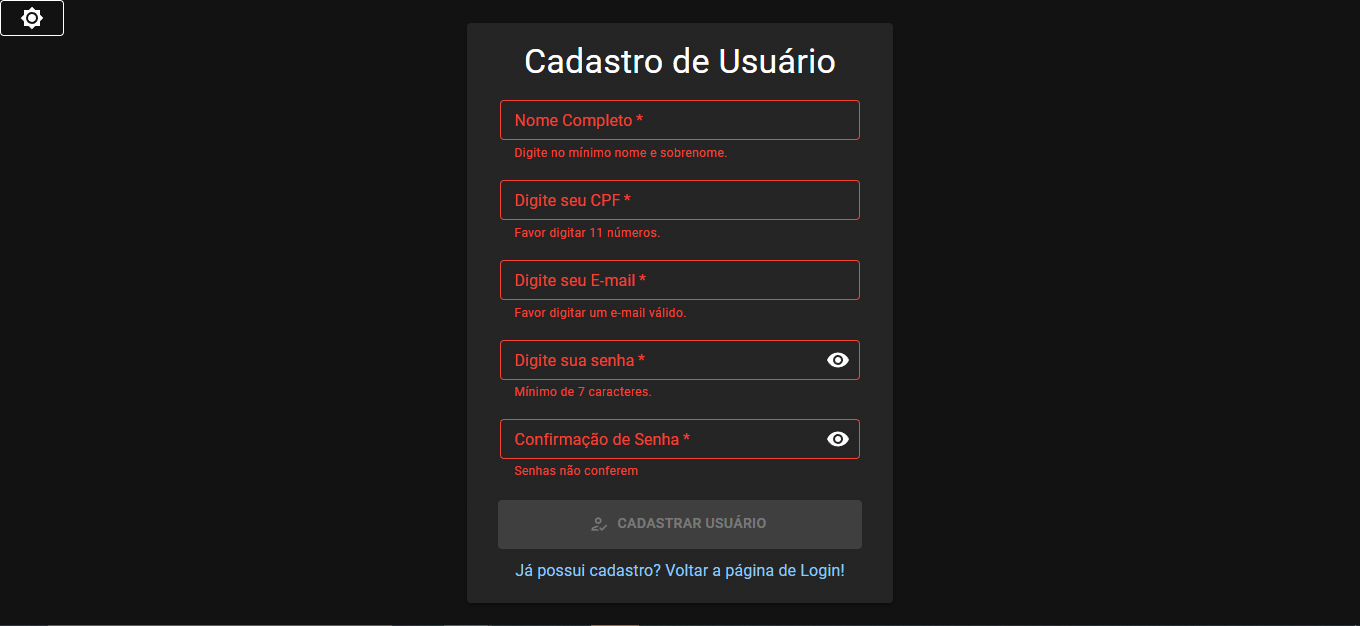 Cadastro de Usuário
Nome Completo *
Digite no mínimo nome e sobrenome.
Digite seu CPF *
Favor digitar 11 números.
Digite seu E-mail *
Favor digitar um e-mail válido.
Digite sua senha *
Mínimo de 7 caracteres.
Confirmação de Senha *
Senhas não conferem
CADASTRAR USUÁRIO
Já possui cadastro? Voltar a página de Login!